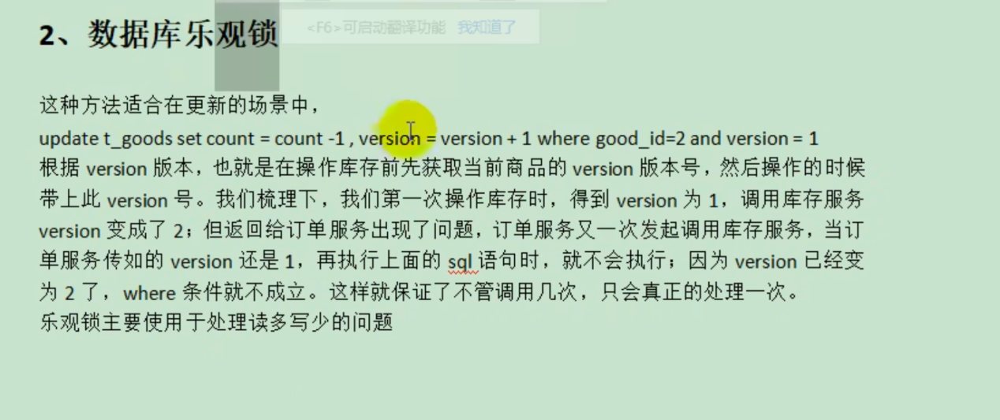 <F6>可启动翻译功能 我知道了
2、数据库乐观锁
这种方法适合在更新的场景中，
update t_goods set count = count -1 , version = version + 1 where good_id=2 and version = 1
根据 version 版本，也就是在操作库存前先获取当前商品的 version 版本号，然后操作的时候
带上此 version 号。我们梳理下，我们第一次操作库存时，得到 version 为 1，调用库存服务
version 变成了 2；但返回给订单服务出现了问题，订单服务又一次发起调用库存服务，当订
单服务传如的 version 还是 1，再执行上面的 sql 语句时，就不会执行；因为 version 已经变
为 2 了，where 条件就不成立。这样就保证了不管调用几次，只会真正的处理一次。
乐观锁主要使用于处理读多写少的问题